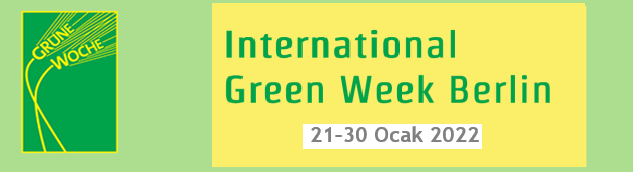 GRÜNE
WOCHE
International
Green Week Berlin
21-30 Ocak 2022